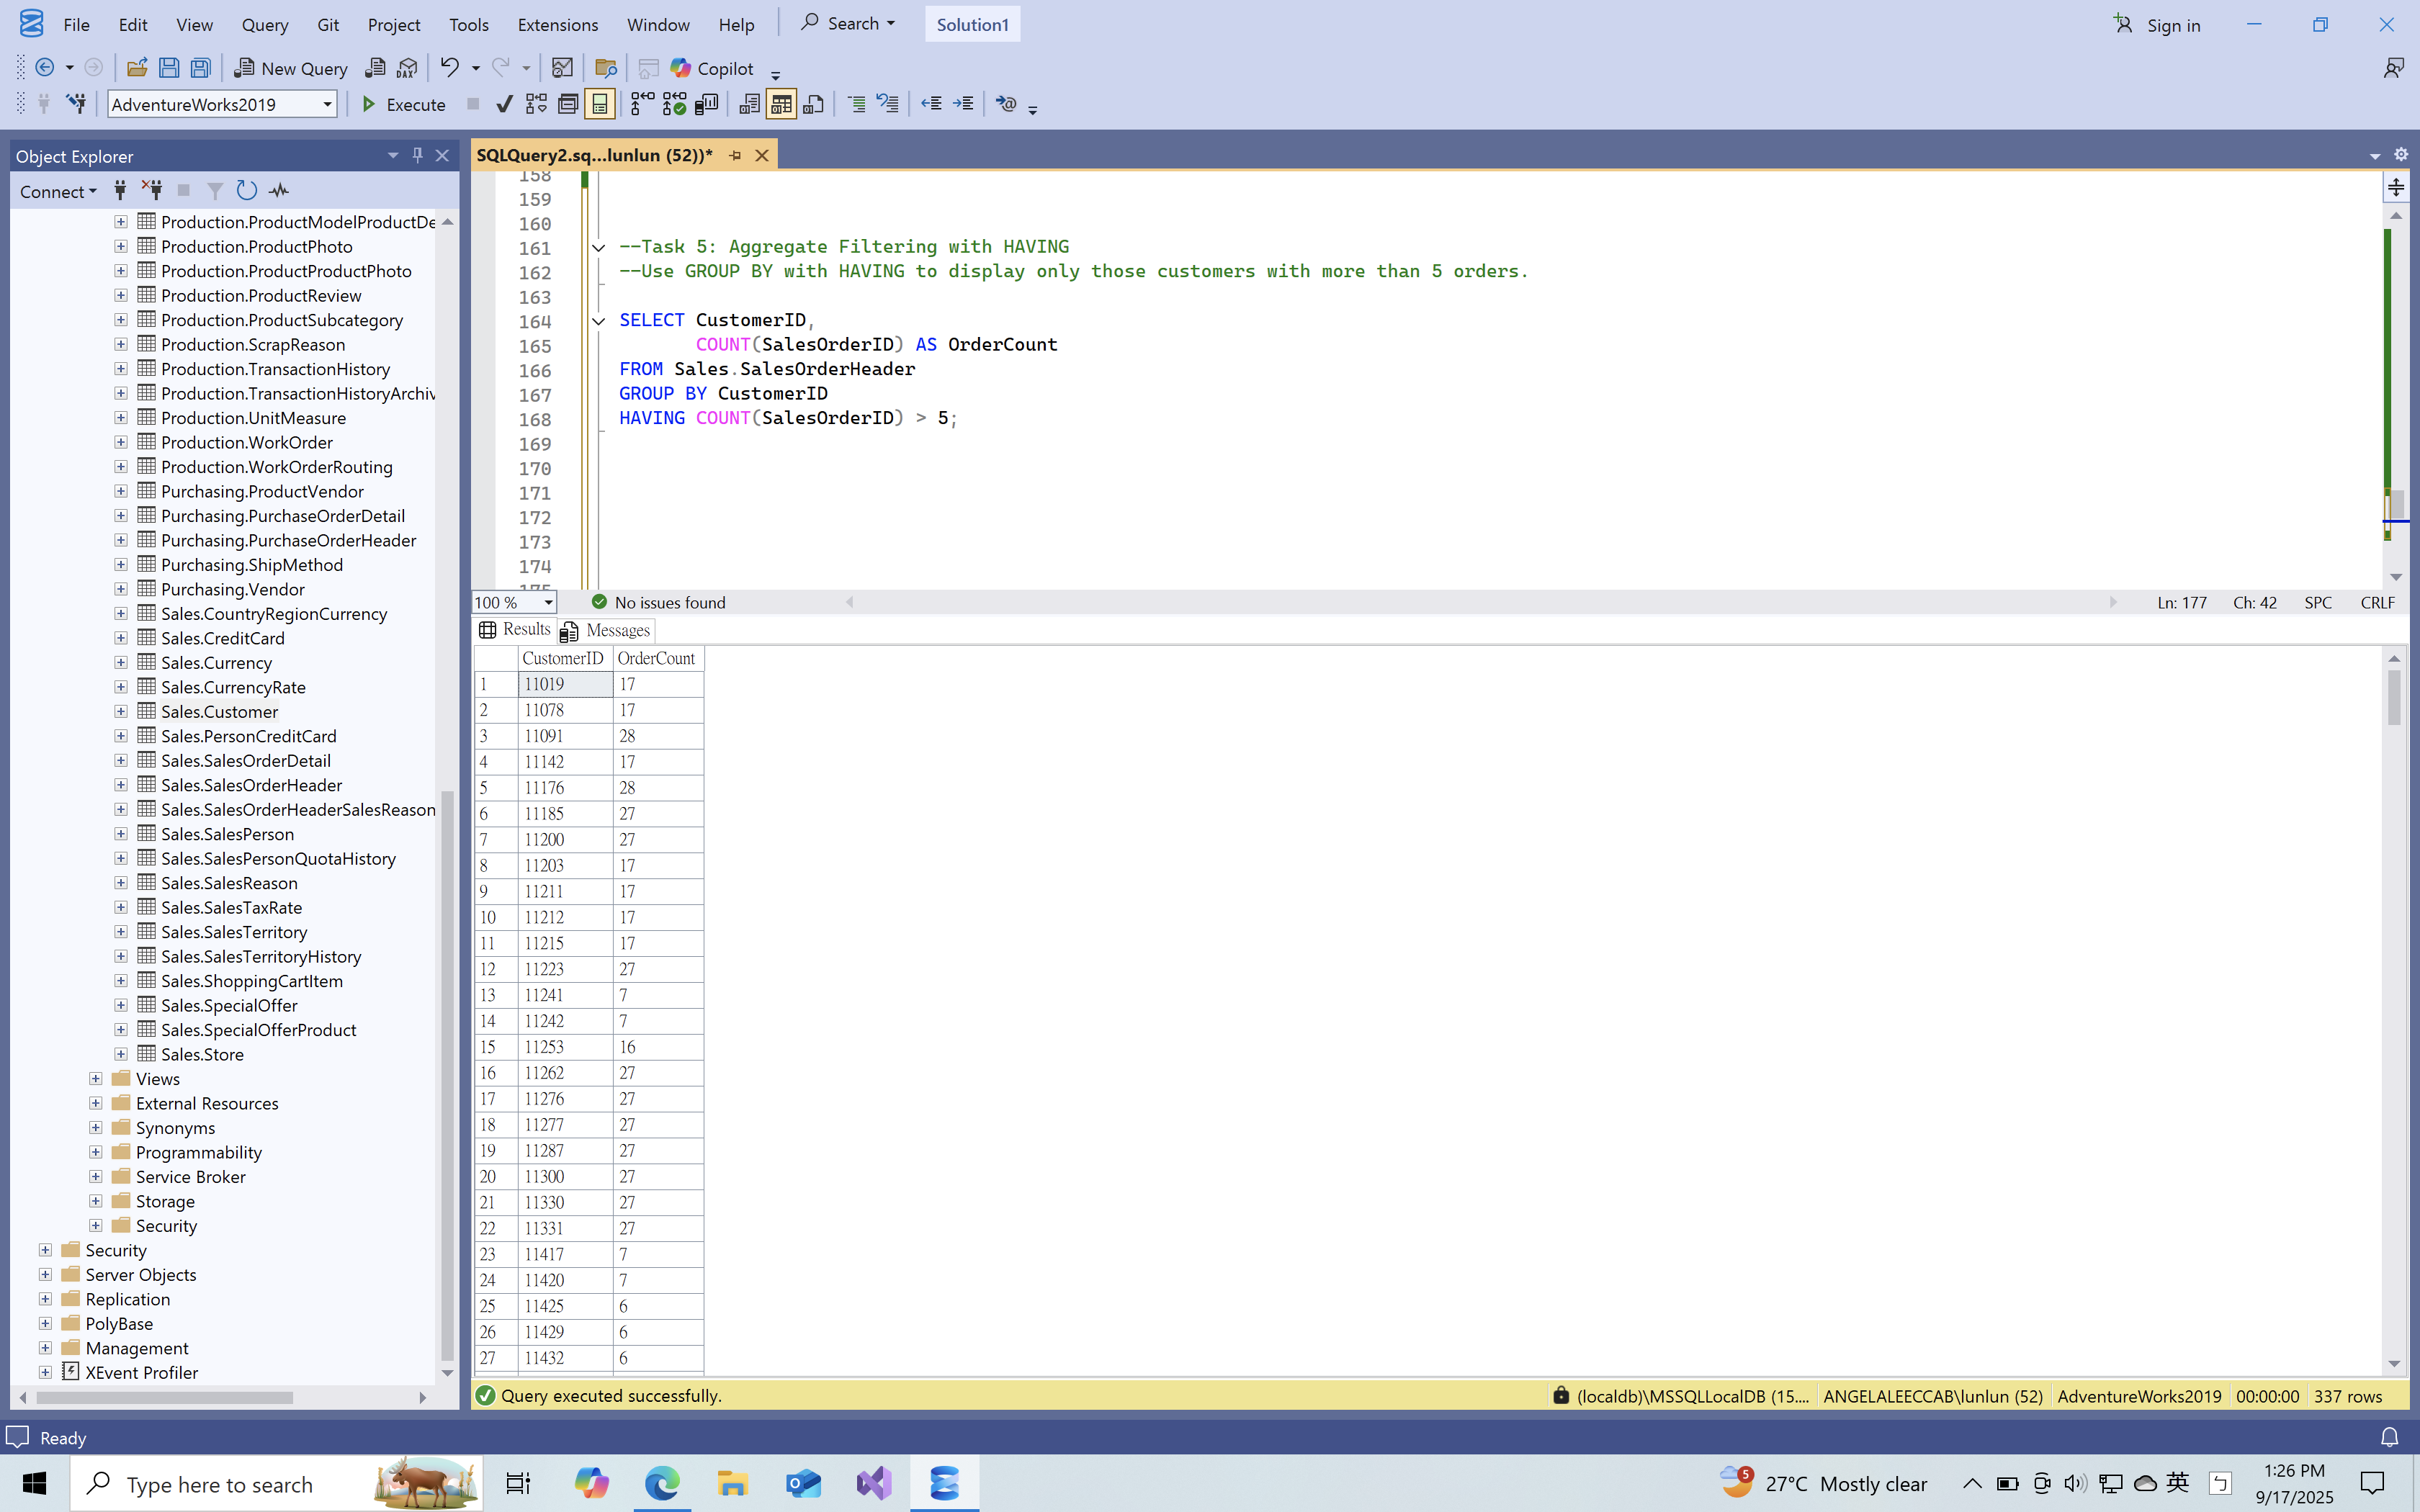 File Edit View Query Git Project Tools Extensions Window Help Search Solution1 Sign in
New Query DAX Copilot
AdventureWorks2019 Execute
Object Explorer
Connect
Production.ProductModelProductDe
Production.ProductPhoto
Production.ProductProductPhoto
Production.ProductReview
Production.ProductSubcategory
Production.ScrapReason
Production.TransactionHistory
Production.TransactionHistoryArchiv
Production.UnitMeasure
Production.WorkOrder
Production.WorkOrderRouting
Purchasing.ProductVendor
Purchasing.PurchaseOrderDetail
Purchasing.PurchaseOrderHeader
Purchasing.ShipMethod
Purchasing.Vendor
Sales.CountryRegionCurrency
Sales.CreditCard
Sales.Currency
Sales.CurrencyRate
Sales.Customer
Sales.PersonCreditCard
Sales.SalesOrderDetail
Sales.SalesOrderHeader
Sales.SalesOrderHeaderSalesReason
Sales.SalesPerson
Sales.SalesPersonQuotaHistory
Sales.SalesReason
Sales.SalesTaxRate
Sales.SalesTerritory
Sales.SalesTerritoryHistory
Sales.ShoppingCartItem
Sales.SpecialOffer
Sales.SpecialOfferProduct
Sales.Store
Views
External Resources
Synonyms
Programmability
Service Broker
Storage
Security
Security
Server Objects
Replication
PolyBase
Management
XEvent Profiler
SQLQuery2.sq...lunlun (52))*
158
159
160
161 --Task 5: Aggregate Filtering with HAVING
162 --Use GROUP BY with HAVING to display only those customers with more than 5 orders.
163
164 SELECT CustomerID,
165 COUNT(SalesOrderID) AS OrderCount
166 FROM Sales.SalesOrderHeader
167 GROUP BY CustomerID
168 HAVING COUNT(SalesOrderID) > 5;
169
170
171
172
173
174
175
100 % No issues found Ln: 177 Ch: 42 SPC CRLF
Results Messages
CustomerID OrderCount
1 11019 17
2 11078 17
3 11091 28
4 11142 17
5 11176 28
6 11185 27
7 11200 27
8 11203 17
9 11211 17
10 11212 17
11 11215 17
12 11223 27
13 11241 7
14 11242 7
15 11253 16
16 11262 27
17 11276 27
18 11277 27
19 11287 27
20 11300 27
21 11330 27
22 11331 27
23 11417 7
24 11420 7
25 11425 6
26 11429 6
27 11432 6
Query executed successfully. (localdb)\MSSQLLocalDB (15.... ANGELALEECCAB\lunlun (52) AdventureWorks2019 00:00:00 337 rows
Ready
Type here to search 5 27°C Mostly clear 英 ㄅ 1:26 PM
9/17/2025